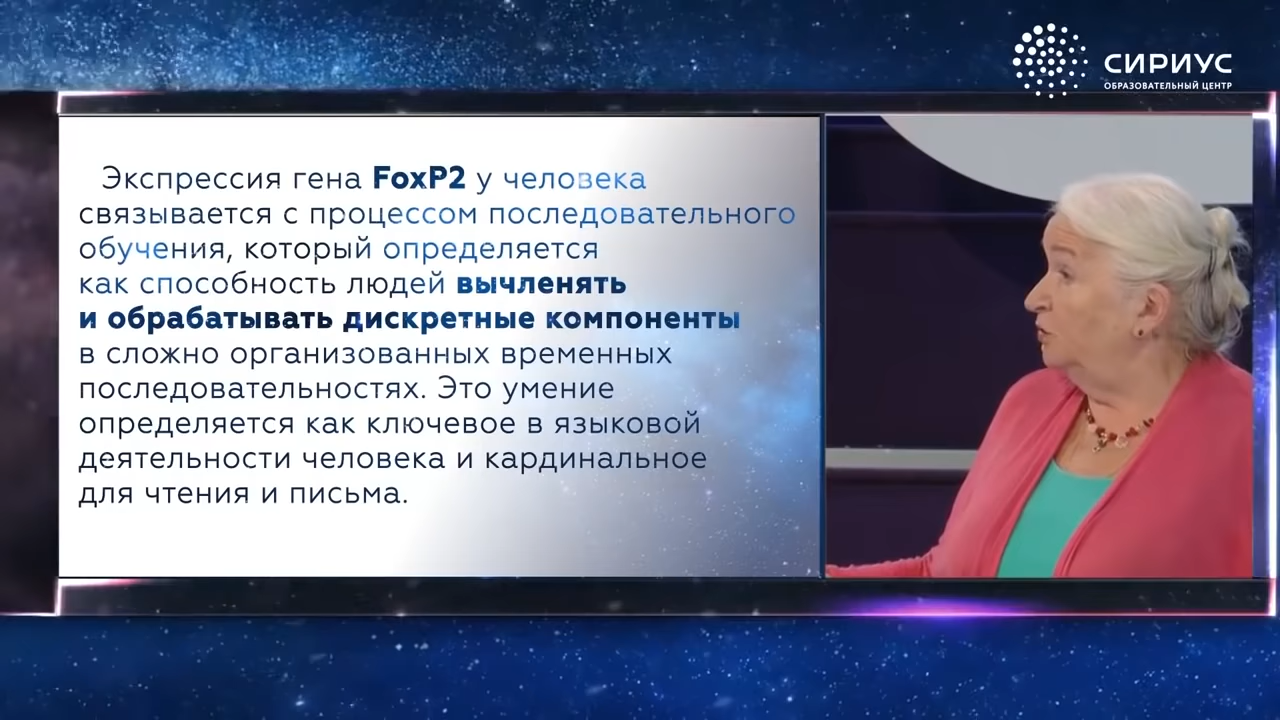 СИРИУС
ОБРАЗОВАТЕЛЬНЫЙ ЦЕНТР
Экспрессия гена FoxP2 у человека
связывается с процессом последовательного
обучения, который определяется
как способность людей вычленять
и обрабатывать дискретные компоненты
в сложно организованных временных
последовательностях. Это умение
определяется как ключевое в языковой
деятельности человека и кардинальное
для чтения и письма.